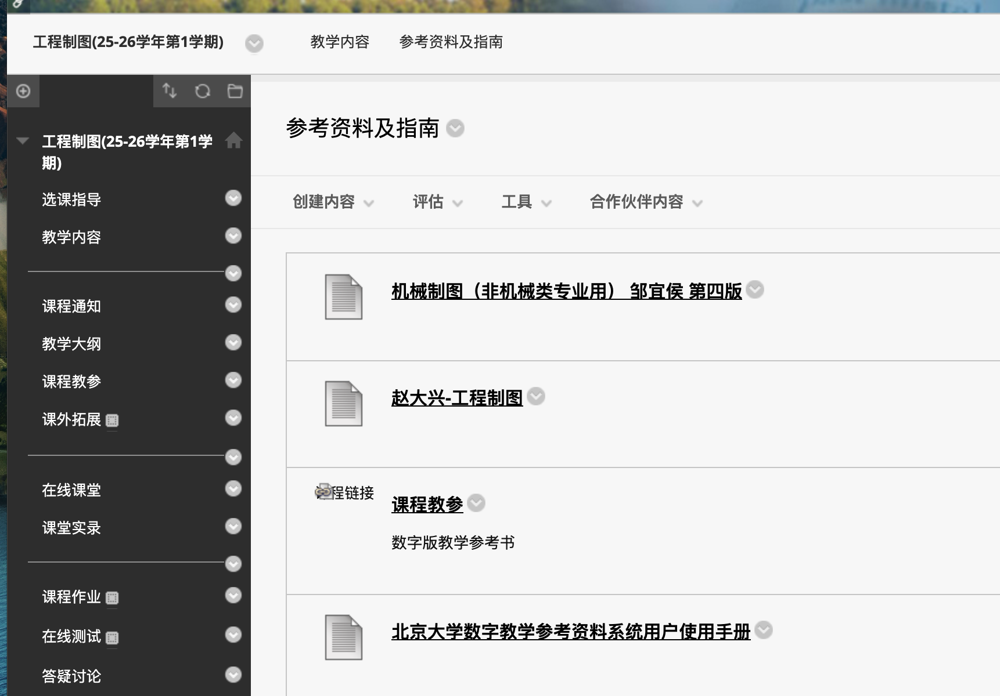 工程制图(25-26学年第1学期)
教学内容
参考资料及指南
工程制图(25-26学年第1学
期)
选课指导
教学内容
课程通知
教学大纲
课程教参
课外拓展
在线课堂
课堂实录
课程作业
在线测试
答疑讨论
参考资料及指南
创建内容
评估
工具
合作伙伴内容
机械制图（非机械类专业用） 邹宜侯 第四版
赵大兴-工程制图
程链接
课程教参
数字版教学参考书
北京大学数字教学参考资料系统用户使用手册